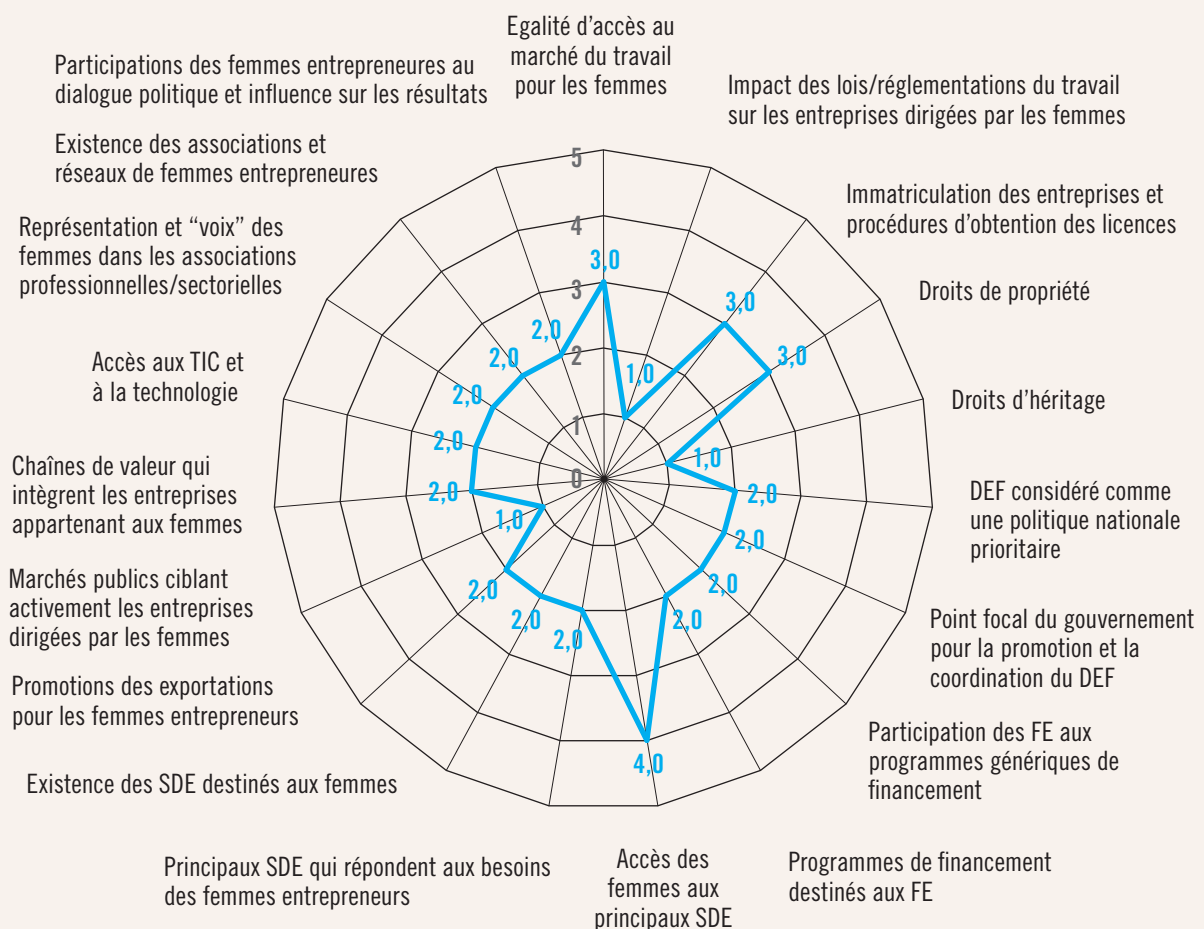 Egalité d’accès au
marché du travail
pour les femmes
Impact des lois/réglementations du travail
sur les entreprises dirigées par les femmes
Immatriculation des entreprises et
procédures d’obtention des licences
Droits de propriété
Droits d’héritage
DEF considéré comme
une politique nationale
prioritaire
Point focal du gouvernement
pour la promotion et la
coordination du DEF
Participation des FE aux
programmes génériques de
financement
Programmes de financement
destinés aux FE
Accès des
femmes aux
principaux SDE
Principaux SDE qui répondent aux besoins
des femmes entrepreneurs
Existence des SDE destinés aux femmes
Promotions des exportations
pour les femmes entrepreneurs
Marchés publics ciblant
activement les entreprises
dirigées par les femmes
Chaînes de valeur qui
intègrent les entreprises
appartenant aux femmes
Accès aux TIC et
à la technologie
Représentation et “voix” des
femmes dans les associations
professionnelles/sectorielles
Existence des associations et
réseaux de femmes entrepreneures
Participations des femmes entrepreneures au
dialogue politique et influence sur les résultats
5
4
3
2
1
0
3,0
1,0
3,0
3,0
1,0
2,0
2,0
2,0
2,0
4,0
2,0
2,0
2,0
1,0
2,0
2,0
2,0
2,0
2,0